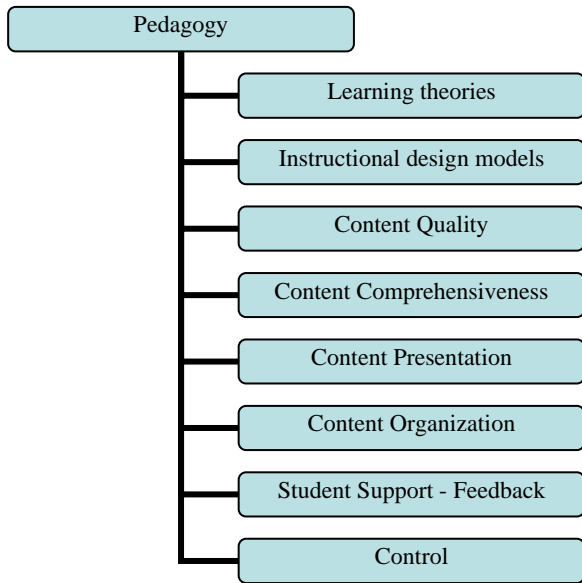 Pedagogy
Learning theories
Instructional design models
Content Quality
Content Comprehensiveness
Content Presentation
Content Organization
Student Support - Feedback
Control